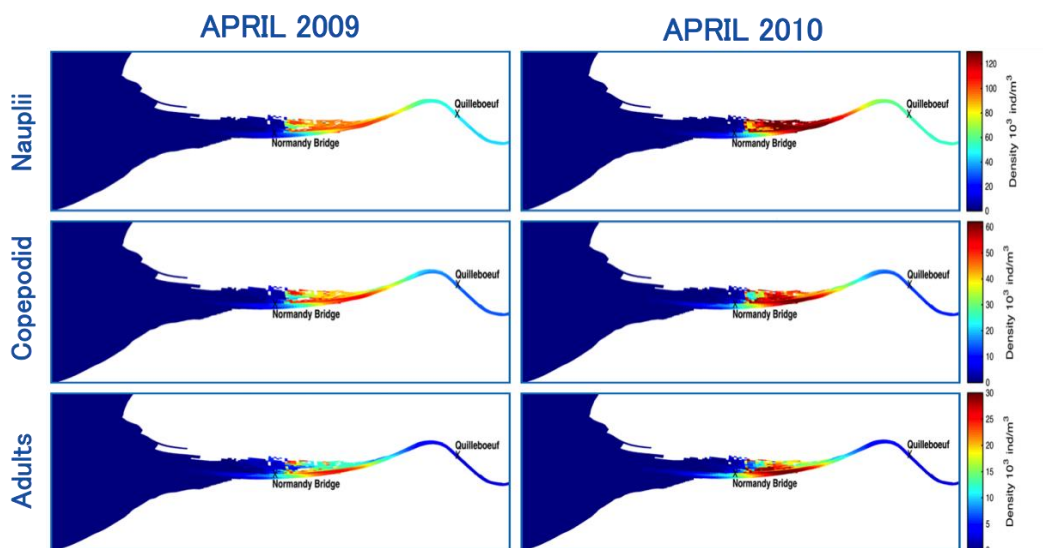 APRIL 2009
APRIL 2010
Nauplii
Quilleboeuf
X
Normandy Bridge
Quilleboeuf
X
X
Normandy Bridge
120
100
80
60
40
20
0
Density 10³ ind/m³
Copepodid
Quilleboeuf
X
Normandy Bridge
Quilleboeuf
X
X
Normandy Bridge
60
50
40
30
20
10
0
Density 10³ ind/m³
Adults
Quilleboeuf
X
X
Normandy Bridge
Quilleboeuf
X
X
Normandy Bridge
30
25
20
15
10
5
Density 10³ ind/m³